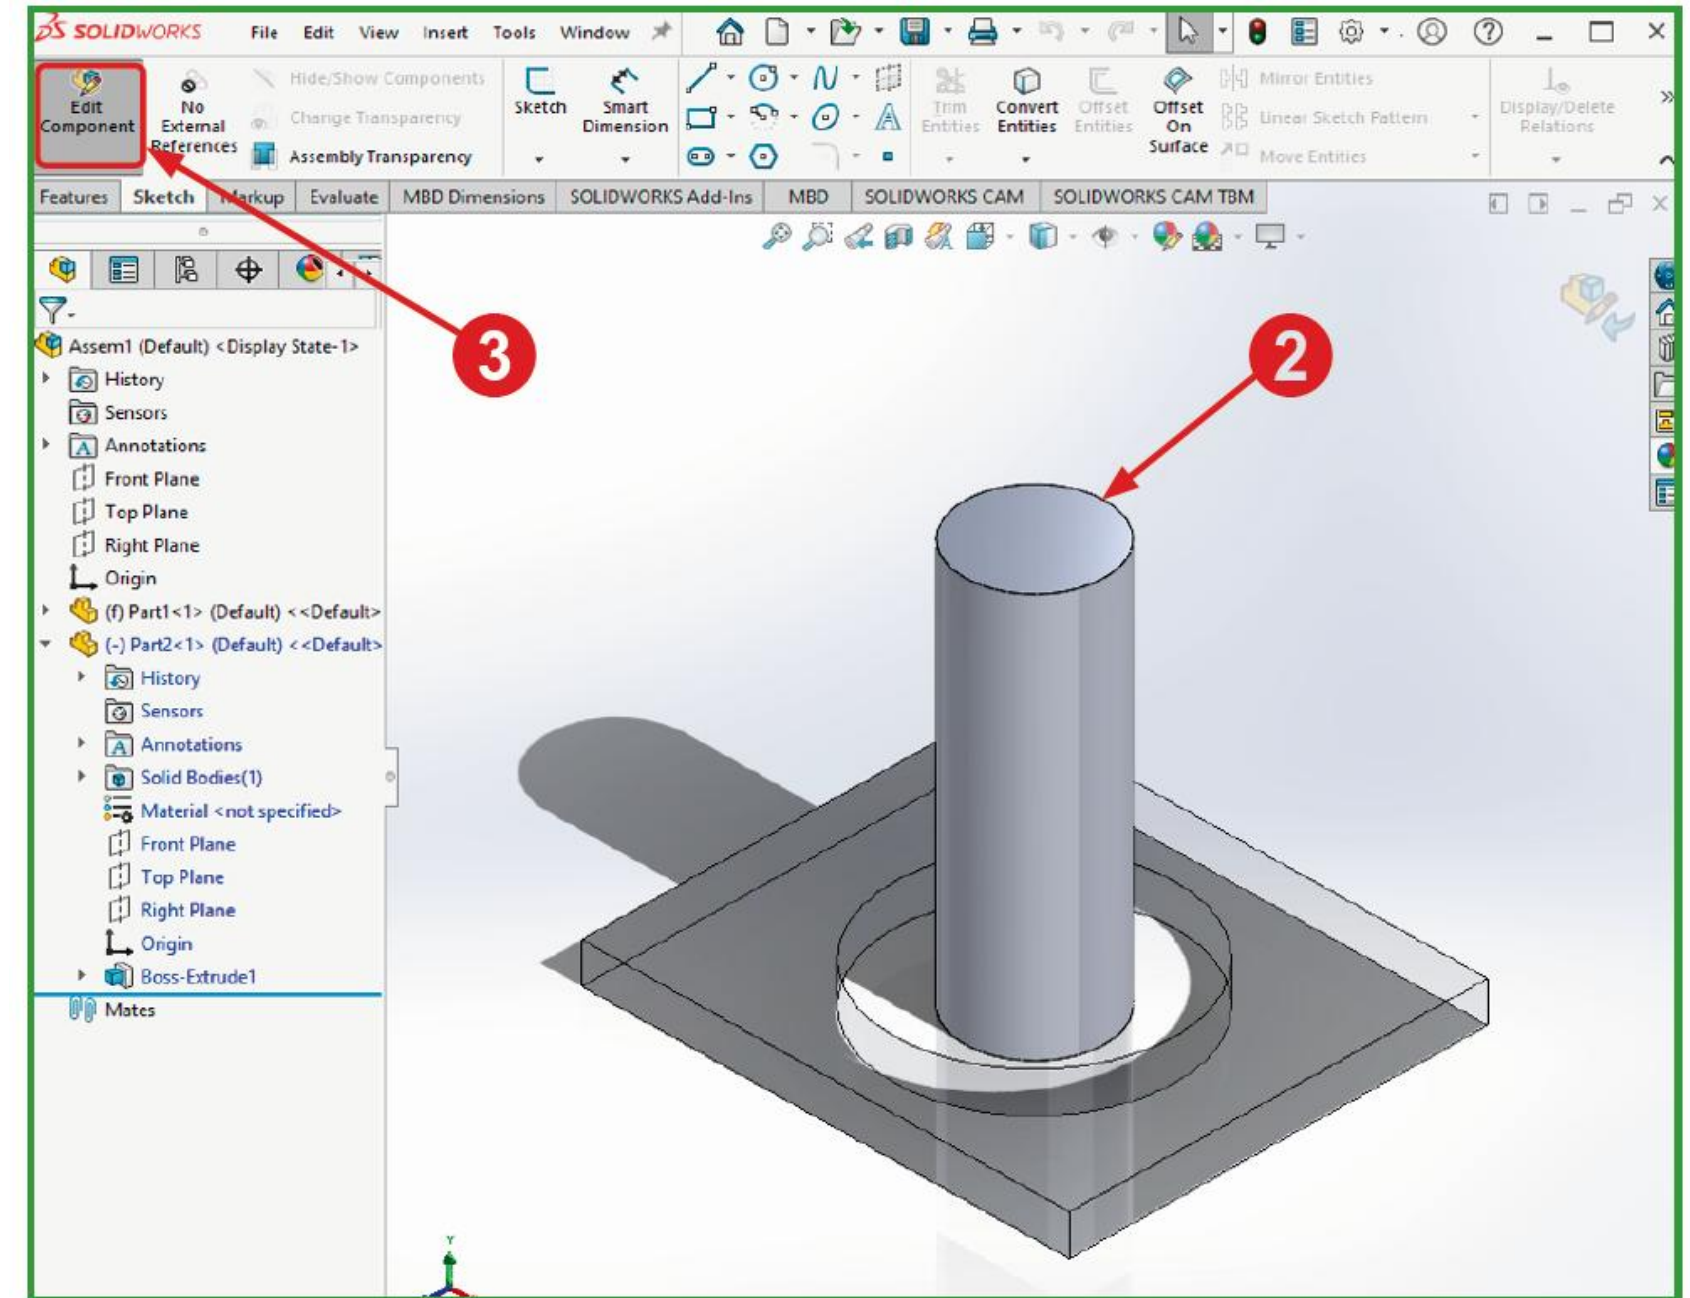 SOLIDWORKS File Edit View Insert Tools Window
Edit Component
No External References
Hide/Show Components
Change Transparency
Assembly Transparency
Sketch
Smart Dimension
Trim Entities
Convert Entities
Offset Entities
Offset On Surface
Mirror Entities
Linear Sketch Pattern
Move Entities
Display/Delete Relations
Features Sketch Markup Evaluate MBD Dimensions SOLIDWORKS Add-Ins MBD SOLIDWORKS CAM SOLIDWORKS CAM TBM
3
2
Assem1 (Default) <Display State-1>
History
Sensors
Annotations
Front Plane
Top Plane
Right Plane
Origin
(f) Part1<1> (Default) <<Default>
(-) Part2<1> (Default) <<Default>
History
Sensors
Annotations
Solid Bodies(1)
Material <not specified>
Front Plane
Top Plane
Right Plane
Origin
Boss-Extrude1
Mates
Y